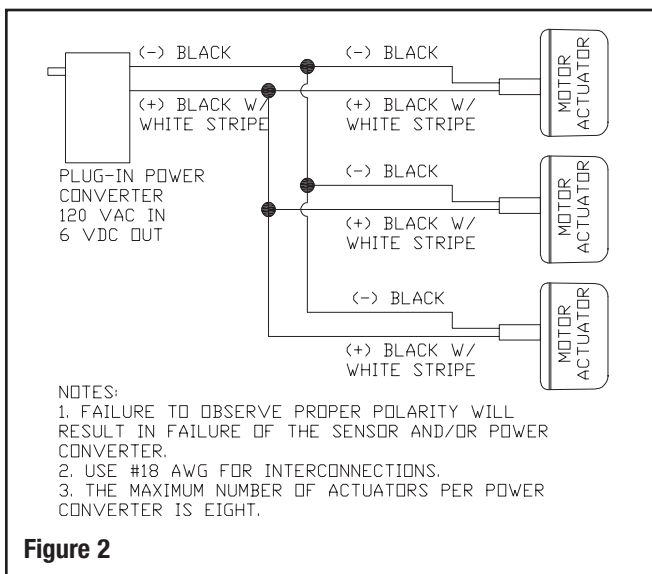 (-) BLACK
(-) BLACK
(+) BLACK W/
WHITE STRIPE
(+) BLACK W/
WHITE STRIPE
MOTOR
ACTUATOR
PLUG-IN POWER
CONVERTER
120 VAC IN
6 VDC OUT
(-) BLACK
(+) BLACK W/
WHITE STRIPE
MOTOR
ACTUATOR
(-) BLACK
(+) BLACK W/
WHITE STRIPE
MOTOR
ACTUATOR
NOTES:
1. FAILURE TO OBSERVE PROPER POLARITY WILL
RESULT IN FAILURE OF THE SENSOR AND/OR POWER
CONVERTER.
2. USE #18 AWG FOR INTERCONNECTIONS.
3. THE MAXIMUM NUMBER OF ACTUATORS PER POWER
CONVERTER IS EIGHT.
Figure 2